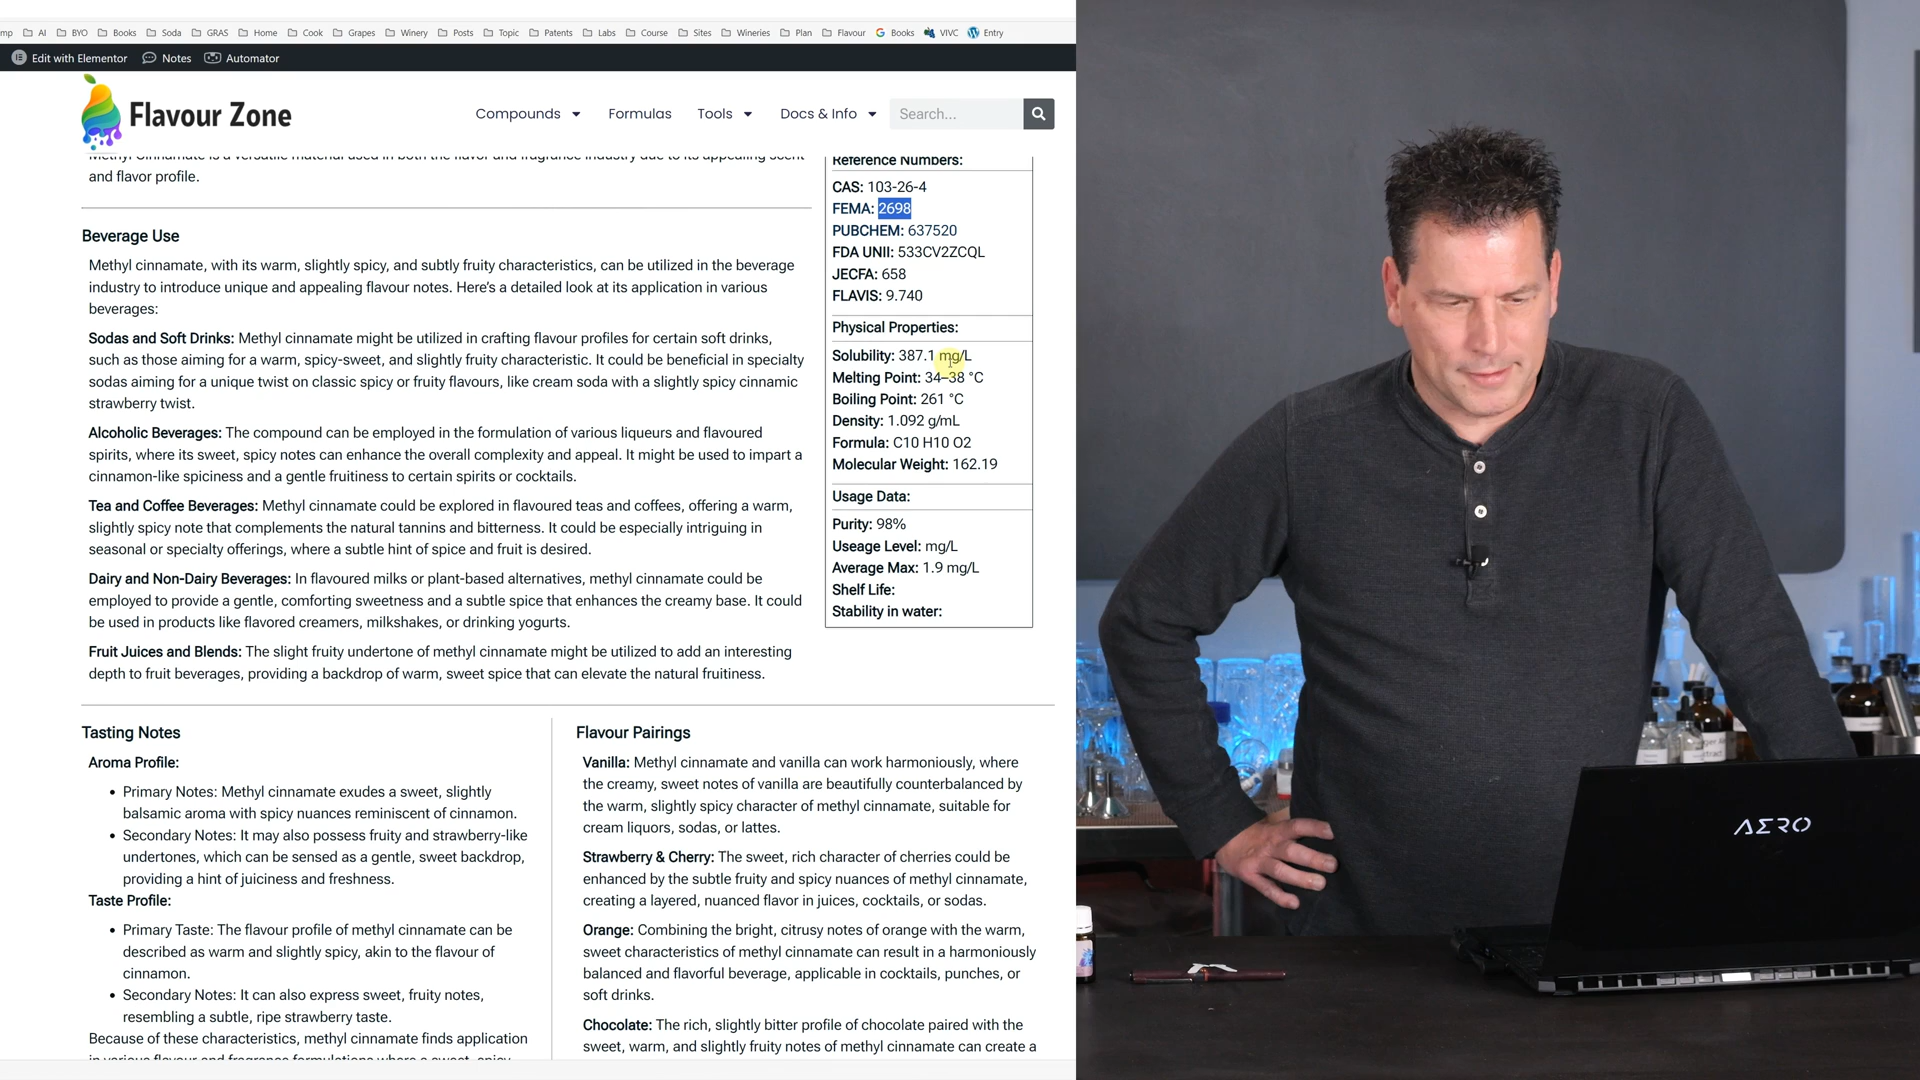 mp AI BYO Books Soda GRAS Home Cook Grapes Winery Posts Topic Patents Labs Course Sites Wineries Plan Flavour Books VIVC Entry
Edit with Elementor Notes Automator
Flavour Zone
Compounds Formulas Tools Docs & Info Search...
Methyl Cinnamate is a versatile material used in both the flavor and fragrance industry due to its appealing scent
and flavor profile.
Beverage Use
Methyl cinnamate, with its warm, slightly spicy, and subtly fruity characteristics, can be utilized in the beverage
industry to introduce unique and appealing flavour notes. Here’s a detailed look at its application in various
beverages:
Sodas and Soft Drinks: Methyl cinnamate might be utilized in crafting flavour profiles for certain soft drinks,
such as those aiming for a warm, spicy-sweet, and slightly fruity characteristic. It could be beneficial in specialty
sodas aiming for a unique twist on classic spicy or fruity flavours, like cream soda with a slightly spicy cinnamic
strawberry twist.
Alcoholic Beverages: The compound can be employed in the formulation of various liqueurs and flavoured
spirits, where its sweet, spicy notes can enhance the overall complexity and appeal. It might be used to impart a
cinnamon-like spiciness and a gentle fruitiness to certain spirits or cocktails.
Tea and Coffee Beverages: Methyl cinnamate could be explored in flavoured teas and coffees, offering a warm,
slightly spicy note that complements the natural tannins and bitterness. It could be especially intriguing in
seasonal or specialty offerings, where a subtle hint of spice and fruit is desired.
Dairy and Non-Dairy Beverages: In flavoured milks or plant-based alternatives, methyl cinnamate could be
employed to provide a gentle, comforting sweetness and a subtle spice that enhances the creamy base. It could
be used in products like flavored creamers, milkshakes, or drinking yogurts.
Fruit Juices and Blends: The slight fruity undertone of methyl cinnamate might be utilized to add an interesting
depth to fruit beverages, providing a backdrop of warm, sweet spice that can elevate the natural fruitiness.
Reference Numbers:
CAS: 103-26-4
FEMA: 2698
PUBCHEM: 637520
FDA UNII: 533CV2ZCQL
JECFA: 658
FLAVIS: 9.740
Physical Properties:
Solubility: 387.1 mg/L
Melting Point: 34–38 °C
Boiling Point: 261 °C
Density: 1.092 g/mL
Formula: C10 H10 O2
Molecular Weight: 162.19
Usage Data:
Purity: 98%
Useage Level: mg/L
Average Max: 1.9 mg/L
Shelf Life:
Stability in water:
Tasting Notes
Aroma Profile:
Primary Notes: Methyl cinnamate exudes a sweet, slightly
balsamic aroma with spicy nuances reminiscent of cinnamon.
Secondary Notes: It may also possess fruity and strawberry-like
undertones, which can be sensed as a gentle, sweet backdrop,
providing a hint of juiciness and freshness.
Taste Profile:
Primary Taste: The flavour profile of methyl cinnamate can be
described as warm and slightly spicy, akin to the flavour of
cinnamon.
Secondary Notes: It can also express sweet, fruity notes,
resembling a subtle, ripe strawberry taste.
Because of these characteristics, methyl cinnamate finds application
in various flavour and fragrance formulations where a sweet, spicy,
Flavour Pairings
Vanilla: Methyl cinnamate and vanilla can work harmoniously, where
the creamy, sweet notes of vanilla are beautifully counterbalanced by
the warm, slightly spicy character of methyl cinnamate, suitable for
cream liquors, sodas, or lattes.
Strawberry & Cherry: The sweet, rich character of cherries could be
enhanced by the subtle fruity and spicy nuances of methyl cinnamate,
creating a layered, nuanced flavor in juices, cocktails, or sodas.
Orange: Combining the bright, citrusy notes of orange with the warm,
sweet characteristics of methyl cinnamate can result in a harmoniously
balanced and flavorful beverage, applicable in cocktails, punches, or
soft drinks.
Chocolate: The rich, slightly bitter profile of chocolate paired with the
sweet, warm, and slightly fruity notes of methyl cinnamate can create a
AERO